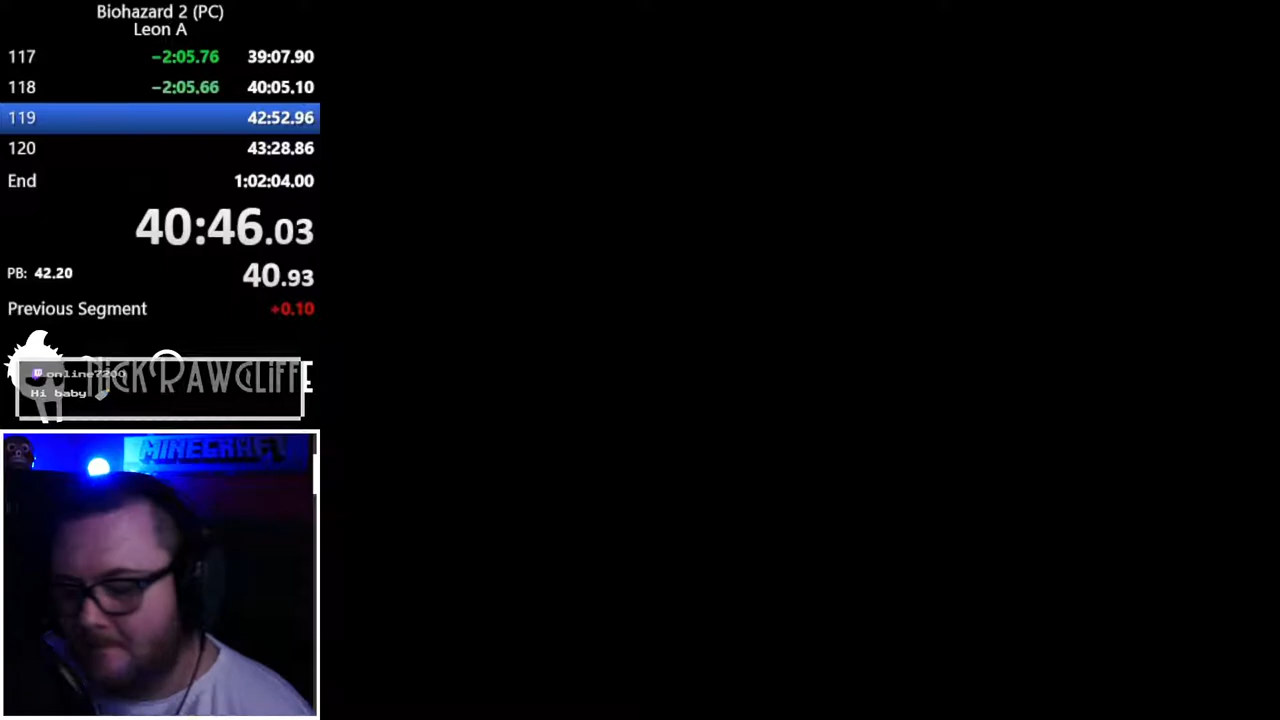 Biohazard 2 (PC)
Leon A
117 −2:05.76 39:07.90
118 −2:05.66 40:05.10
119 42:52.96
120 43:28.86
End 1:02:04.00
40:46.03
PB: 42.20 40.93
Previous Segment +0.10
NICKRAWCLIFF
online7200
Hi baby
MINECRAFT